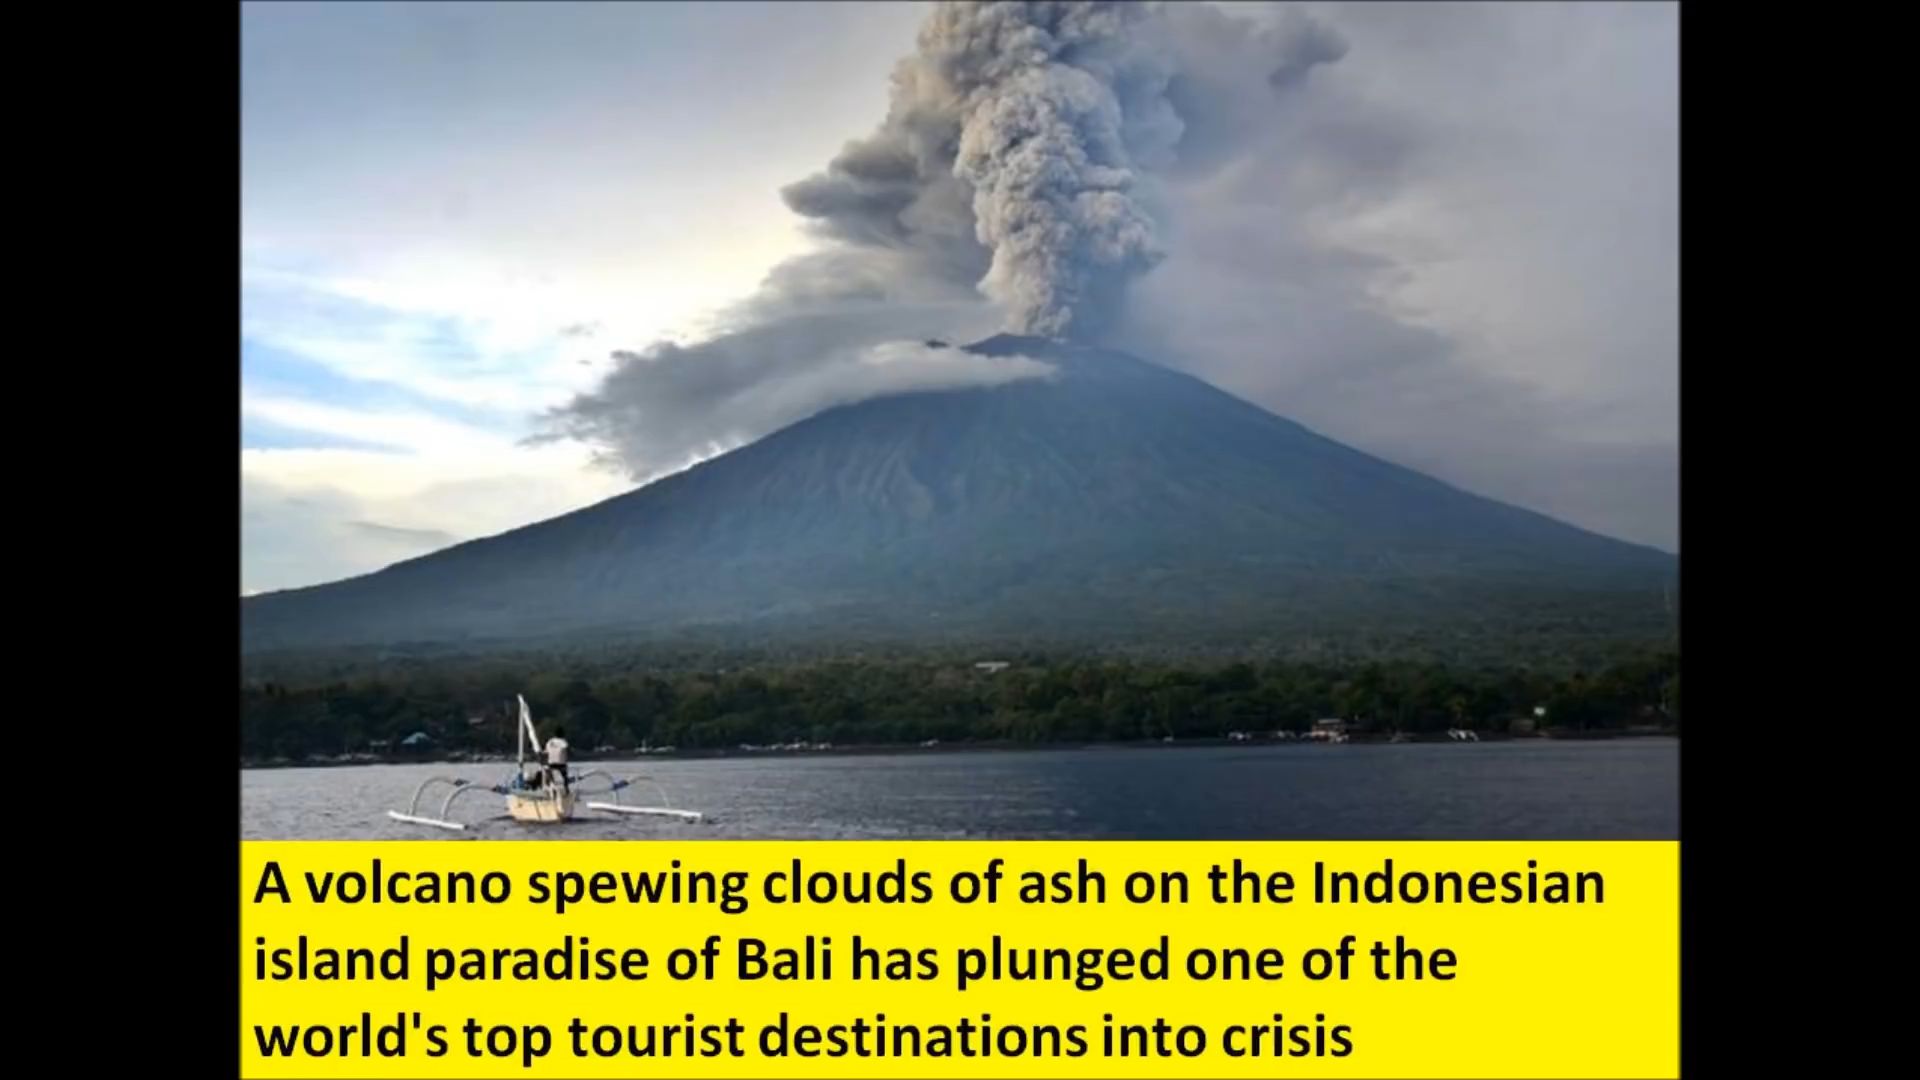 A volcano spewing clouds of ash on the Indonesian
island paradise of Bali has plunged one of the
world's top tourist destinations into crisis